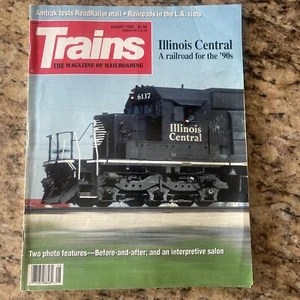 Amtrak tests RoadRailer mail • Railroads in the L.A. riots
Trains
THE MAGAZINE OF RAILROADING
Illinois Central
A railroad for the '90s
6137
Illinois
Central
Two photo features—Before-and-after; and an interpretive salon